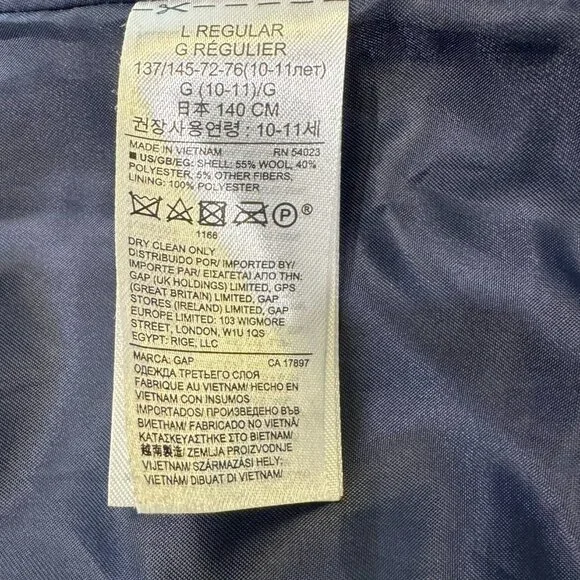 L REGULAR
G RÉGULIER
137/145-72-76(10-11лет)
G (10-11)/G
日本 140 CM
권장사용연령 : 10-11세
MADE IN VIETNAM RN 54023
■ US/GB/EG: SHELL: 55% WOOL, 40%
POLYESTER, 5% OTHER FIBERS;
LINING: 100% POLYESTER
P®
1166
DRY CLEAN ONLY
DISTRIBUIDO POR/ IMPORTED BY/
IMPORTE PAR/ ΕΙΣΑΓΕΤΑΙ ΑΠΟ ΤΗΝ:
GAP (UK HOLDINGS) LIMITED, GPS
(GREAT BRITAIN) LIMITED, GAP
STORES (IRELAND) LIMITED, GAP
EUROPE LIMITED: 103 WIGMORE
STREET, LONDON, W1U 1QS
EGYPT: RIGE, LLC
MARCA: GAP CA 17897
ОДЕЖДА ТРЕТЬЕГО СЛОЯ
FABRIQUE AU VIETNAM/ HECHO EN
VIETNAM CON INSUMOS
IMPORTADOS/ ПРОИЗВЕДЕНО ВЪВ
ВИЕТНАМ/ FABRICADO NO VIETNÃ/
ΚΑΤΑΣΚΕΥΑΣΤΗΚΕ ΣΤΟ ΒΙΕΤΝΑΜ/
越南製造/ ZEMLJA PROIZVODNJE
VIJETNAM/ SZÁRMAZÁSI HELY:
VIETNAM/ DIBUAT DI VIETNAM/